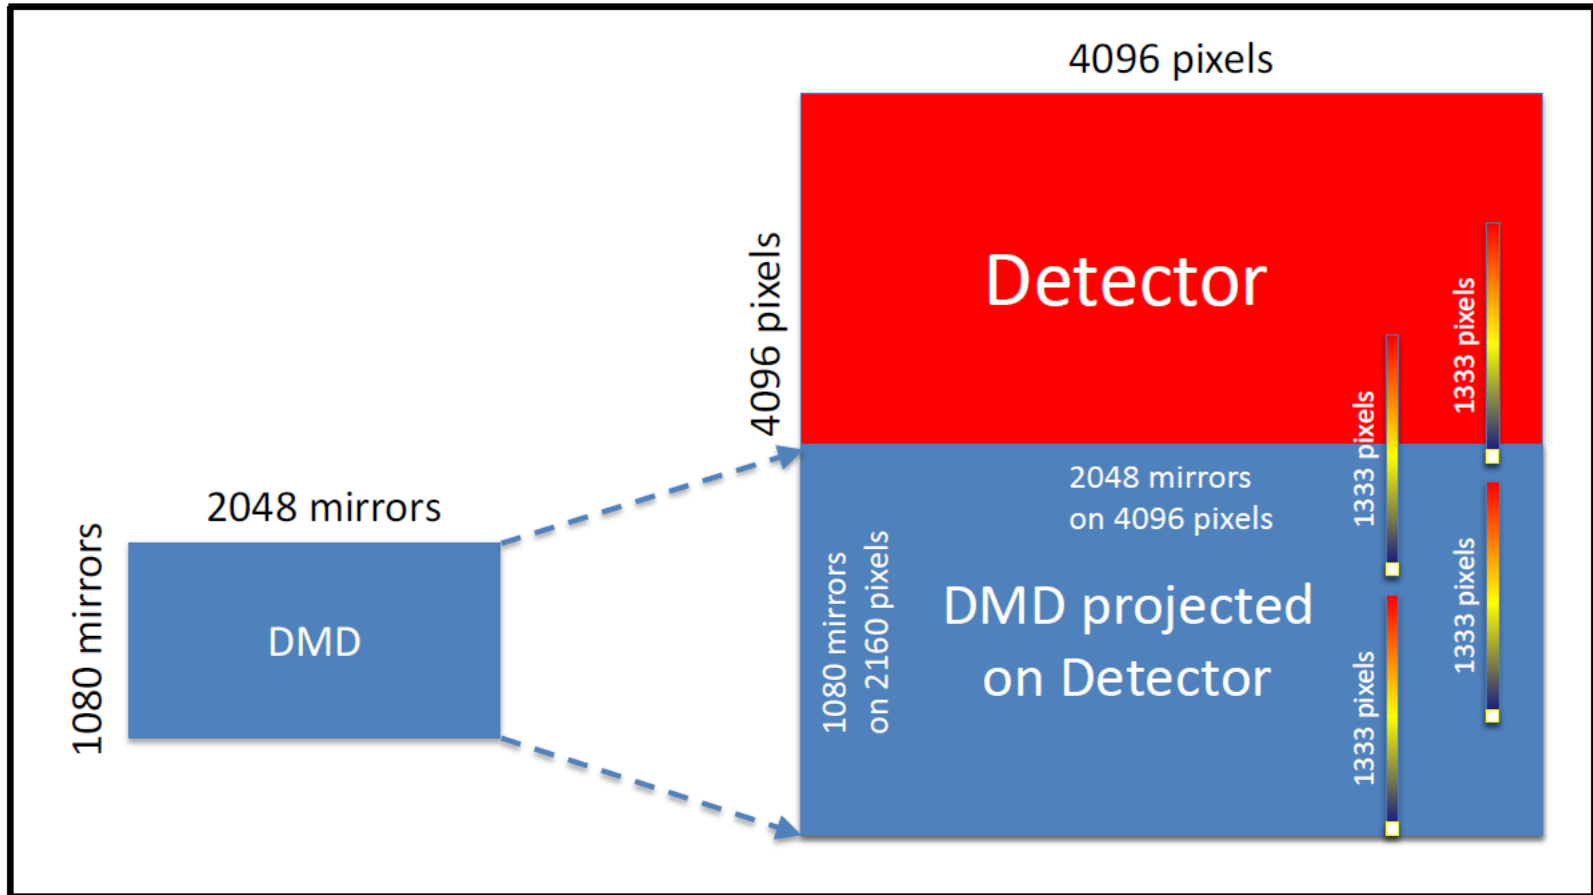 4096 pixels
4096 pixels
Detector
1333 pixels
1333 pixels
2048 mirrors
1080 mirrors
DMD
2048 mirrors
on 4096 pixels
1080 mirrors
on 2160 pixels
DMD projected
on Detector
1333 pixels
1333 pixels